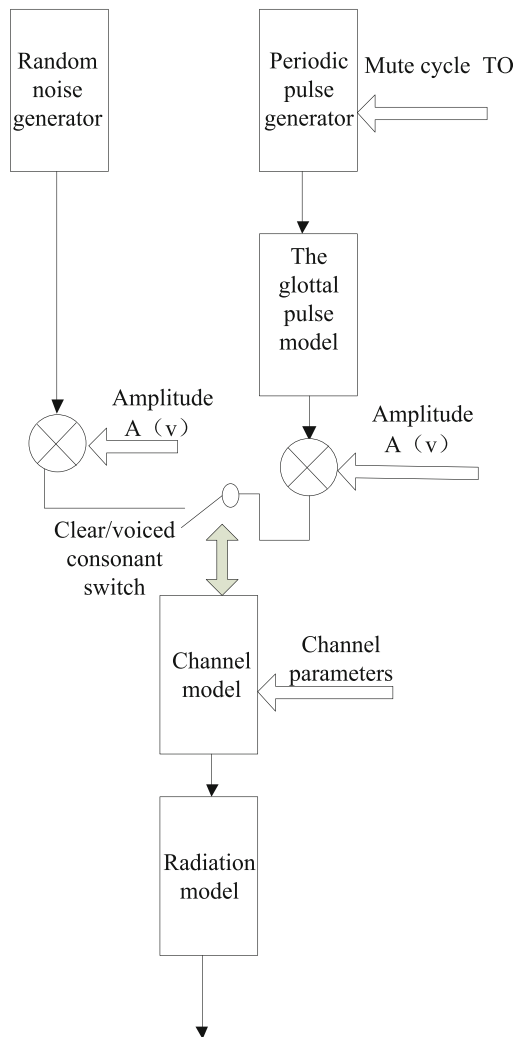 Random
noise
generator
Periodic
pulse
generator
Mute cycle TO
The
glottal
pulse
model
Amplitude
A（v）
Amplitude
A（v）
Clear/voiced
consonant
switch
Channel
model
Channel
parameters
Radiation
model